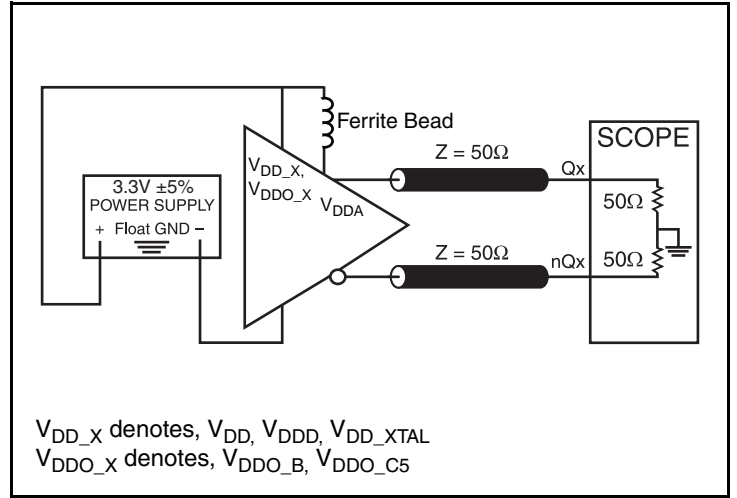 Ferrite Bead
SCOPE
Z = 50Ω
Qx
V_DD_X,
V_DDO_X
V_DDA
3.3V ±5%
POWER SUPPLY
+ Float GND –
50Ω
Z = 50Ω
nQx
50Ω
V_DD_X denotes, V_DD, V_DDD, V_DD_XTAL
V_DDO_X denotes, V_DDO_B, V_DDO_C5